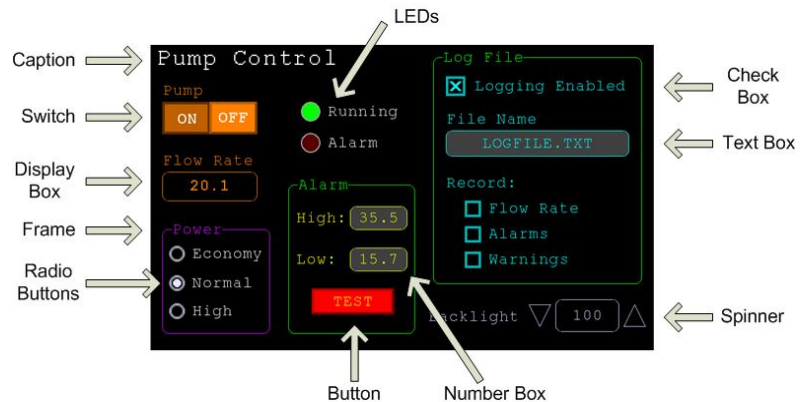 LEDs
Caption
Pump Control
Log File
Logging Enabled
Check
Box
Pump
Switch
ON OFF
Running
Alarm
File Name
LOGFILE.TXT
Text Box
Flow Rate
Display
Box
20.1
Alarm
High: 35.5
Low: 15.7
TEST
Record:
Flow Rate
Alarms
Warnings
Frame
Power
Economy
Normal
High
Radio
Buttons
100
Spinner
Button
Number Box